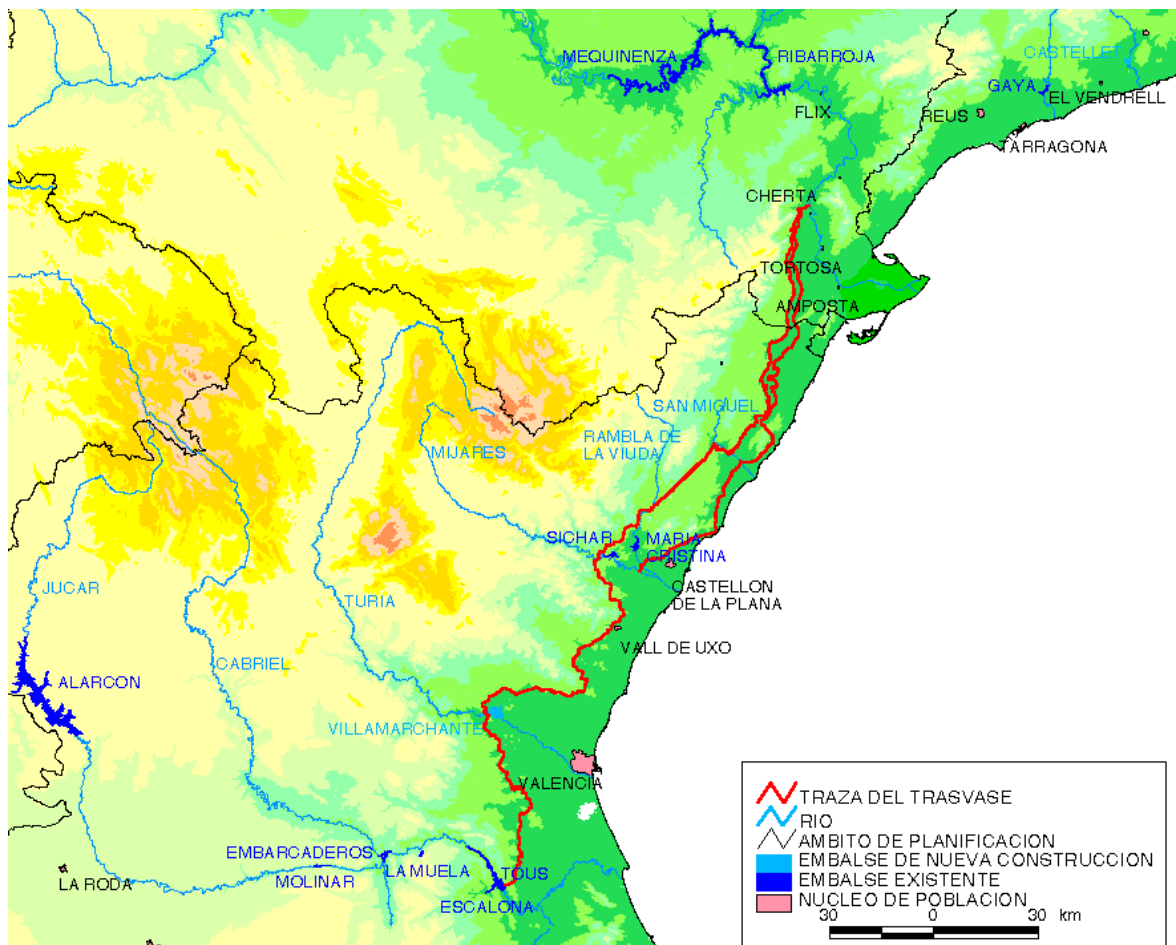 MEQUINENZA
RIBARROJA
CASTELLET
GAYA
EL VENDRELL
FLIX
REUS
TARRAGONA
CHERTA
TORTOSA
AMPOSTA
SAN MIGUEL
RAMBLA DE
LA VIUDA
MIJARES
SICHAR
MARIA
CRISTINA
JUCAR
TURIA
CASTELLON
DE LA PLANA
VALL DE UXO
CABRIEL
ALARCON
VILLAMARCHANTE
VALENCIA
EMBARCADEROS
LA MUELA
TOUS
MOLINAR
LA RODA
ESCALONA
TRAZA DEL TRASVASE
RIO
AMBITO DE PLANIFICACION
EMBALSE DE NUEVA CONSTRUCCION
EMBALSE EXISTENTE
NUCLEO DE POBLACION
30 0 30 km